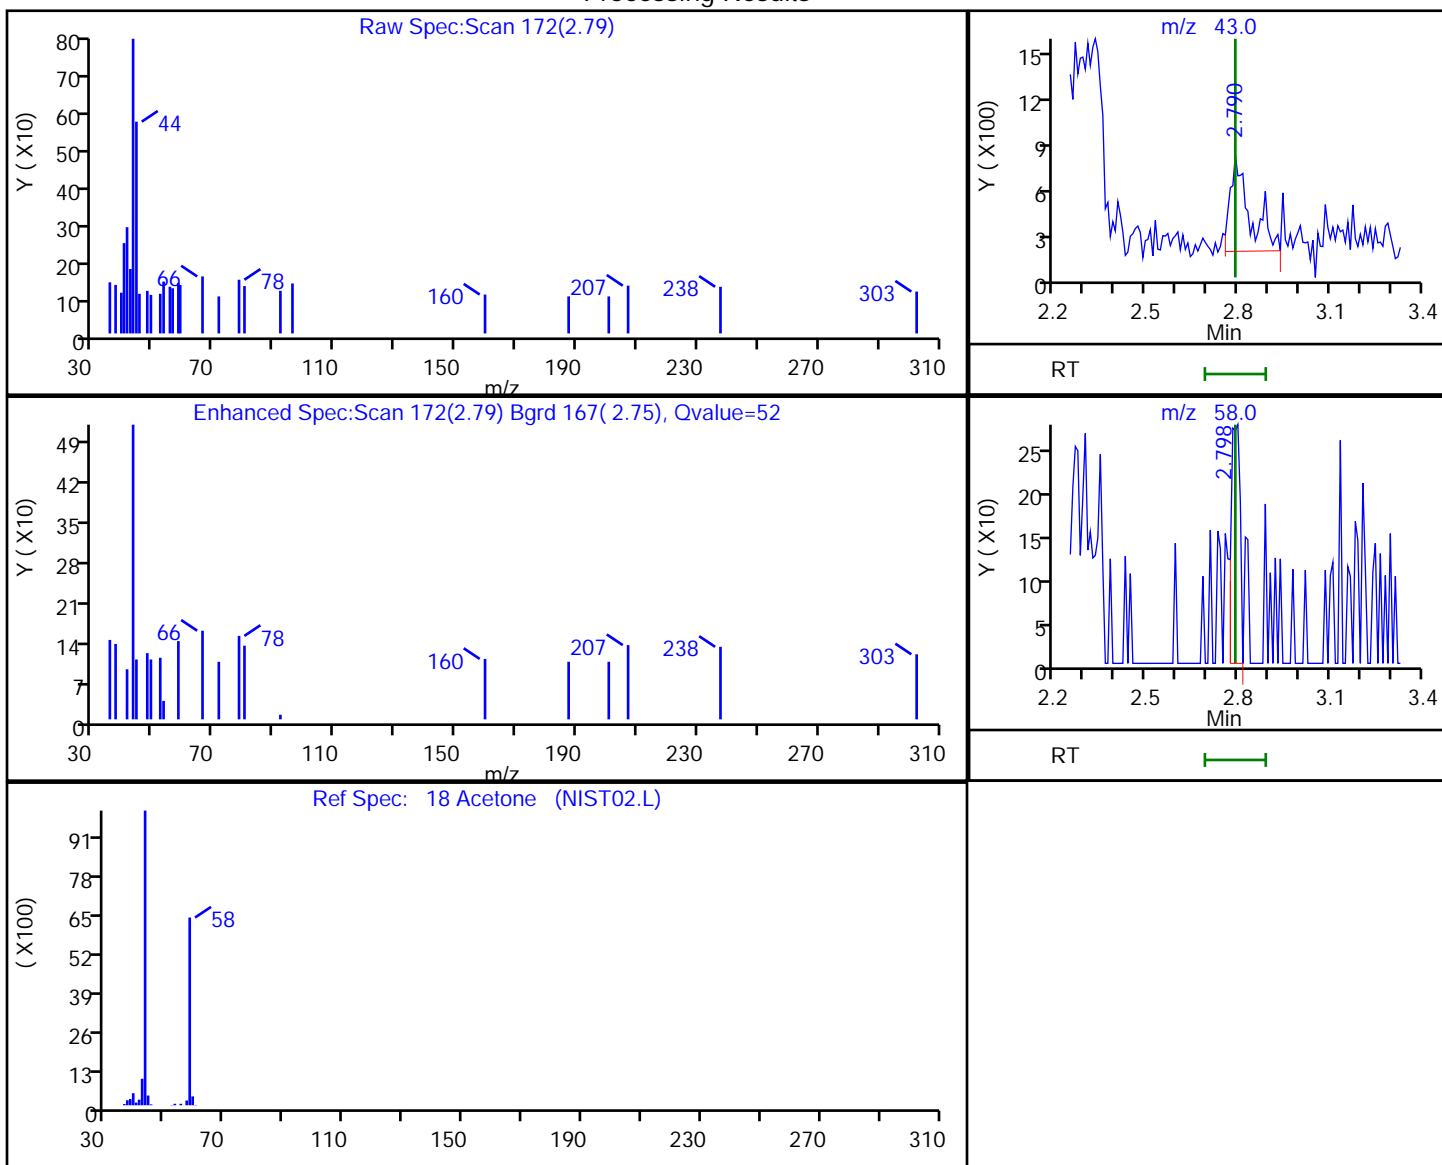 Raw Spec:Scan 172(2.79)
Y ( X10)
80
70
60
50
40
30
20
10
0
44
66
78
160
207
238
303
30 70 110 150 190 230 270 310
m/z
m/z 43.0
Y ( X100)
15
12
9
6
3
0
2.790
2.2 2.5 2.8 3.1 3.4
Min
RT
Enhanced Spec:Scan 172(2.79) Bgrd 167( 2.75), Qvalue=52
Y ( X10)
49
42
35
28
21
14
7
0
66
78
160
207
238
303
30 70 110 150 190 230 270 310
m/z
m/z 58.0
Y ( X10)
25
20
15
10
5
0
2.798
2.2 2.5 2.8 3.1 3.4
Min
RT
Ref Spec: 18 Acetone (NIST02.L)
( X100)
91
78
65
52
39
26
13
0
58
30 70 110 150 190 230 270 310